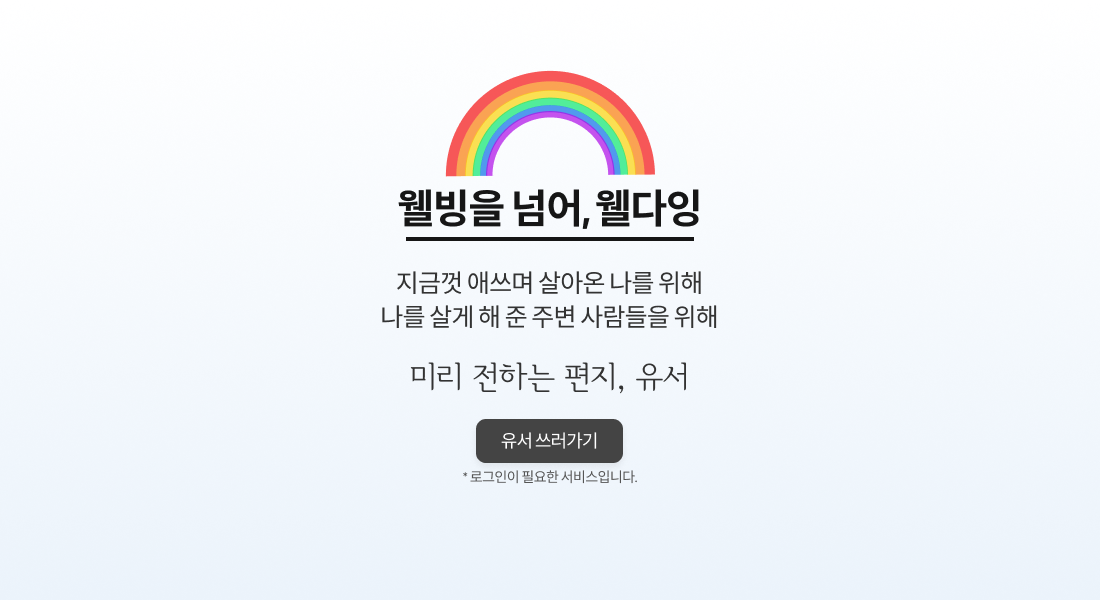 웰빙을 넘어, 웰다잉
지금껏 애쓰며 살아온 나를 위해
나를 살게 해 준 주변 사람들을 위해
미리 전하는 편지, 유서
유서 쓰러가기
* 로그인이 필요한 서비스입니다.